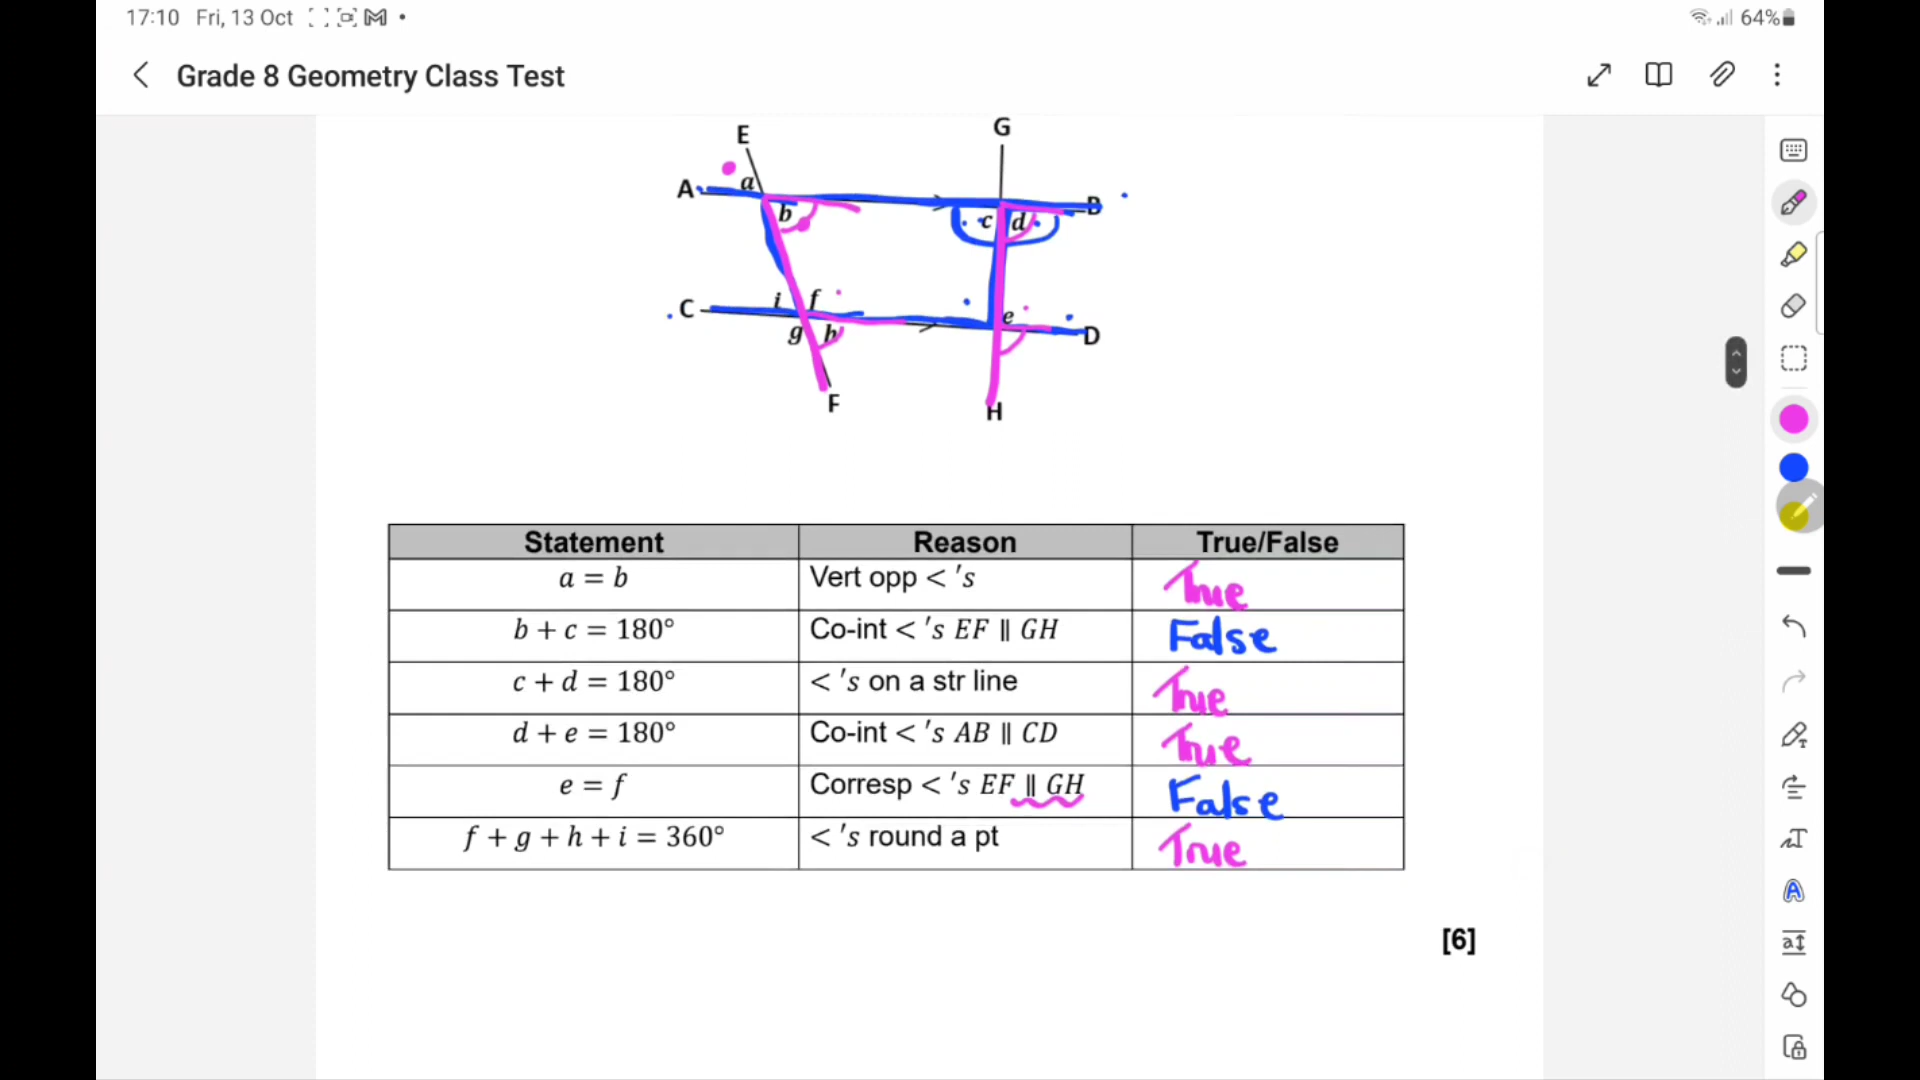 17:10 Fri, 13 Oct 64%
Grade 8 Geometry Class Test
E G
A a B
b c d
C i f e
g h D
F H
Statement Reason True/False
a = b Vert opp < 's True
b + c = 180° Co-int < 's EF ∥ GH False
c + d = 180° < 's on a str line True
d + e = 180° Co-int < 's AB ∥ CD True
e = f Corresp < 's EF ∥ GH False
f + g + h + i = 360° < 's round a pt True
[6]